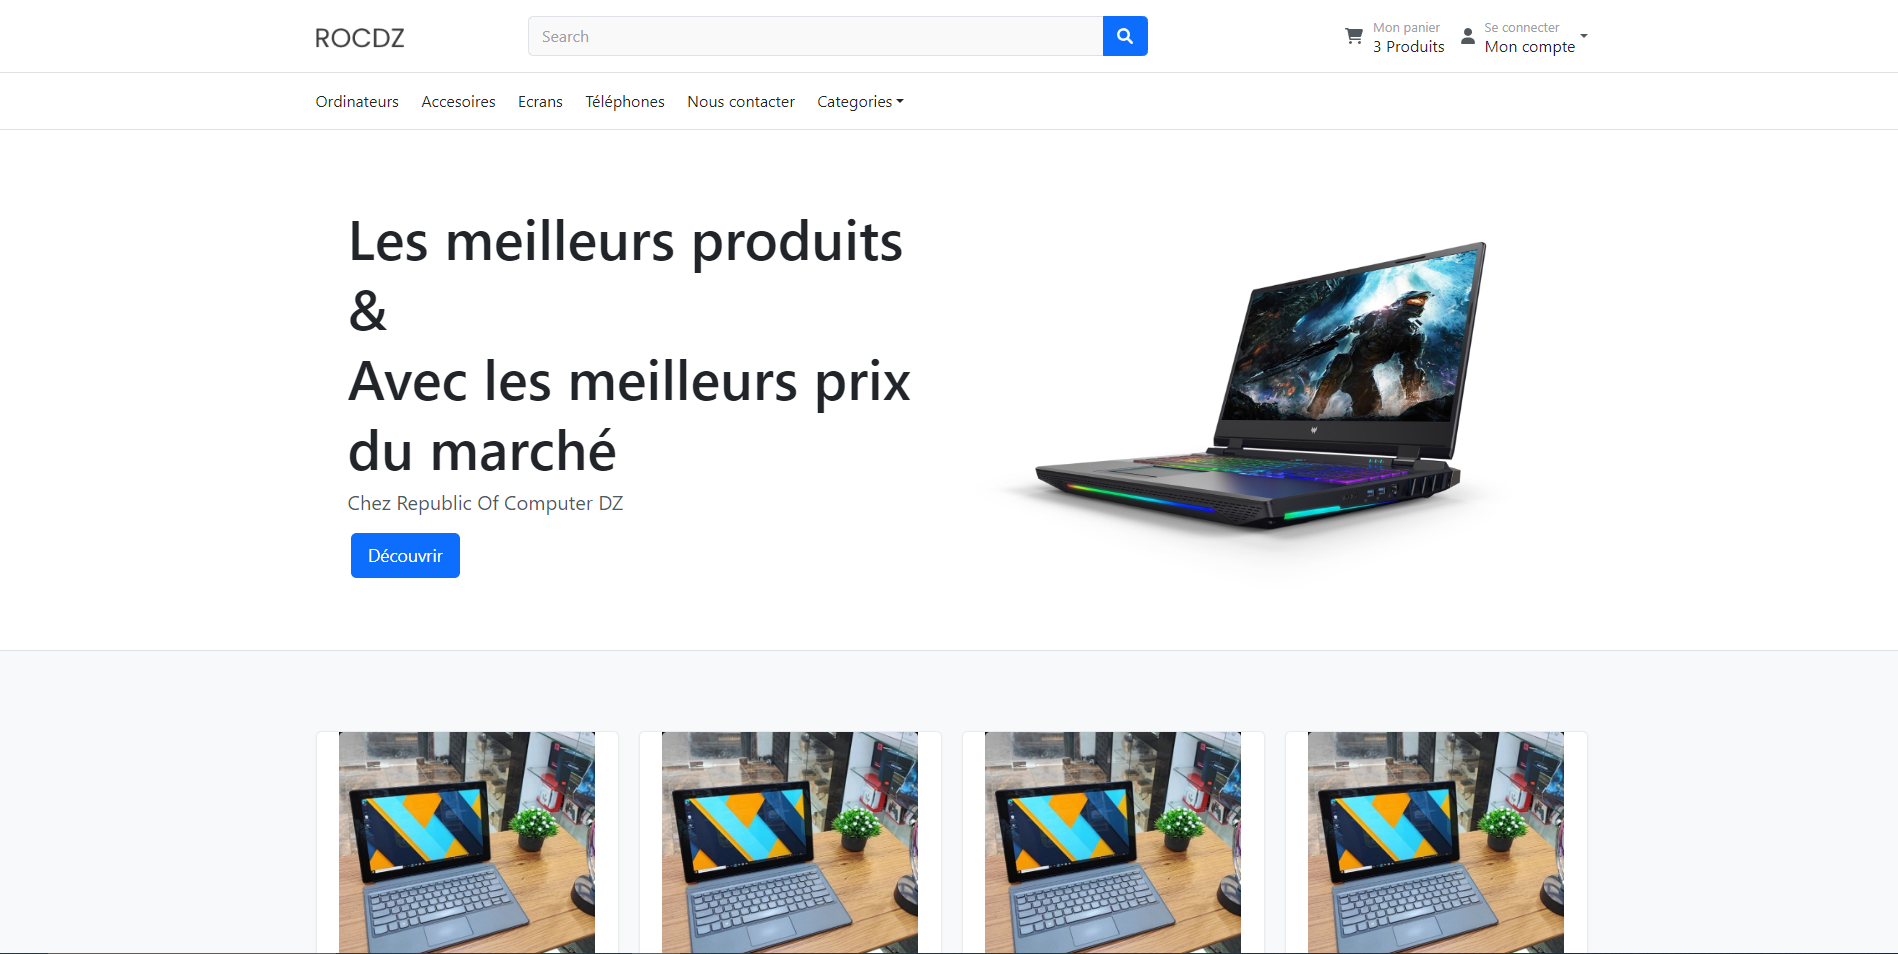 ROCDZ
Search
Mon panier
3 Produits
Se connecter
Mon compte
Ordinateurs
Accesoires
Ecrans
Téléphones
Nous contacter
Categories
Les meilleurs produits
&
Avec les meilleurs prix
du marché
Chez Republic Of Computer DZ
Découvrir